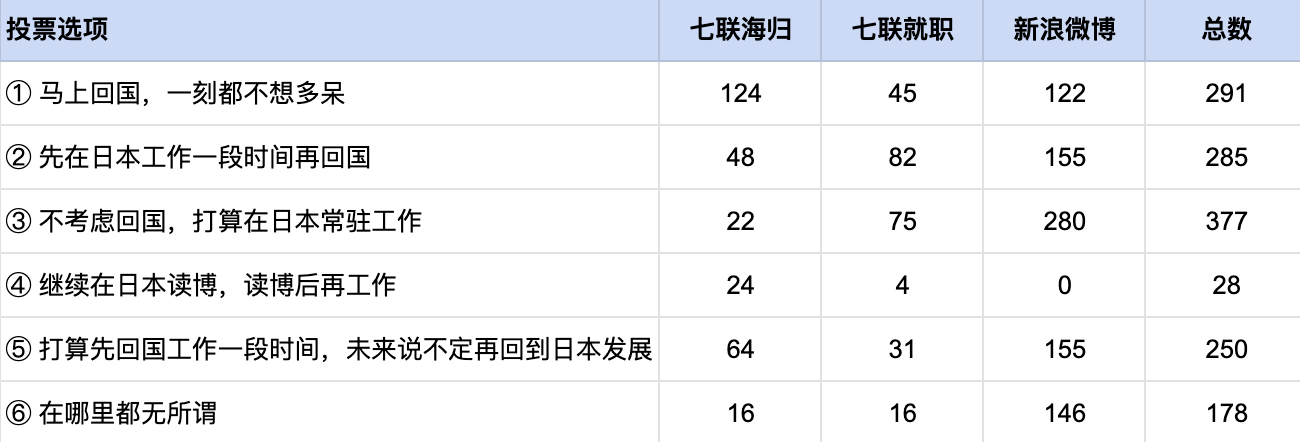 投票选项 七联海归 七联就职 新浪微博 总数
① 马上回国，一刻都不想多呆 124 45 122 291
② 先在日本工作一段时间再回国 48 82 155 285
③ 不考虑回国，打算在日本常驻工作 22 75 280 377
④ 继续在日本读博，读博后再工作 24 4 0 28
⑤ 打算先回国工作一段时间，未来说不定再回到日本发展 64 31 155 250
⑥ 在哪里都无所谓 16 16 146 178